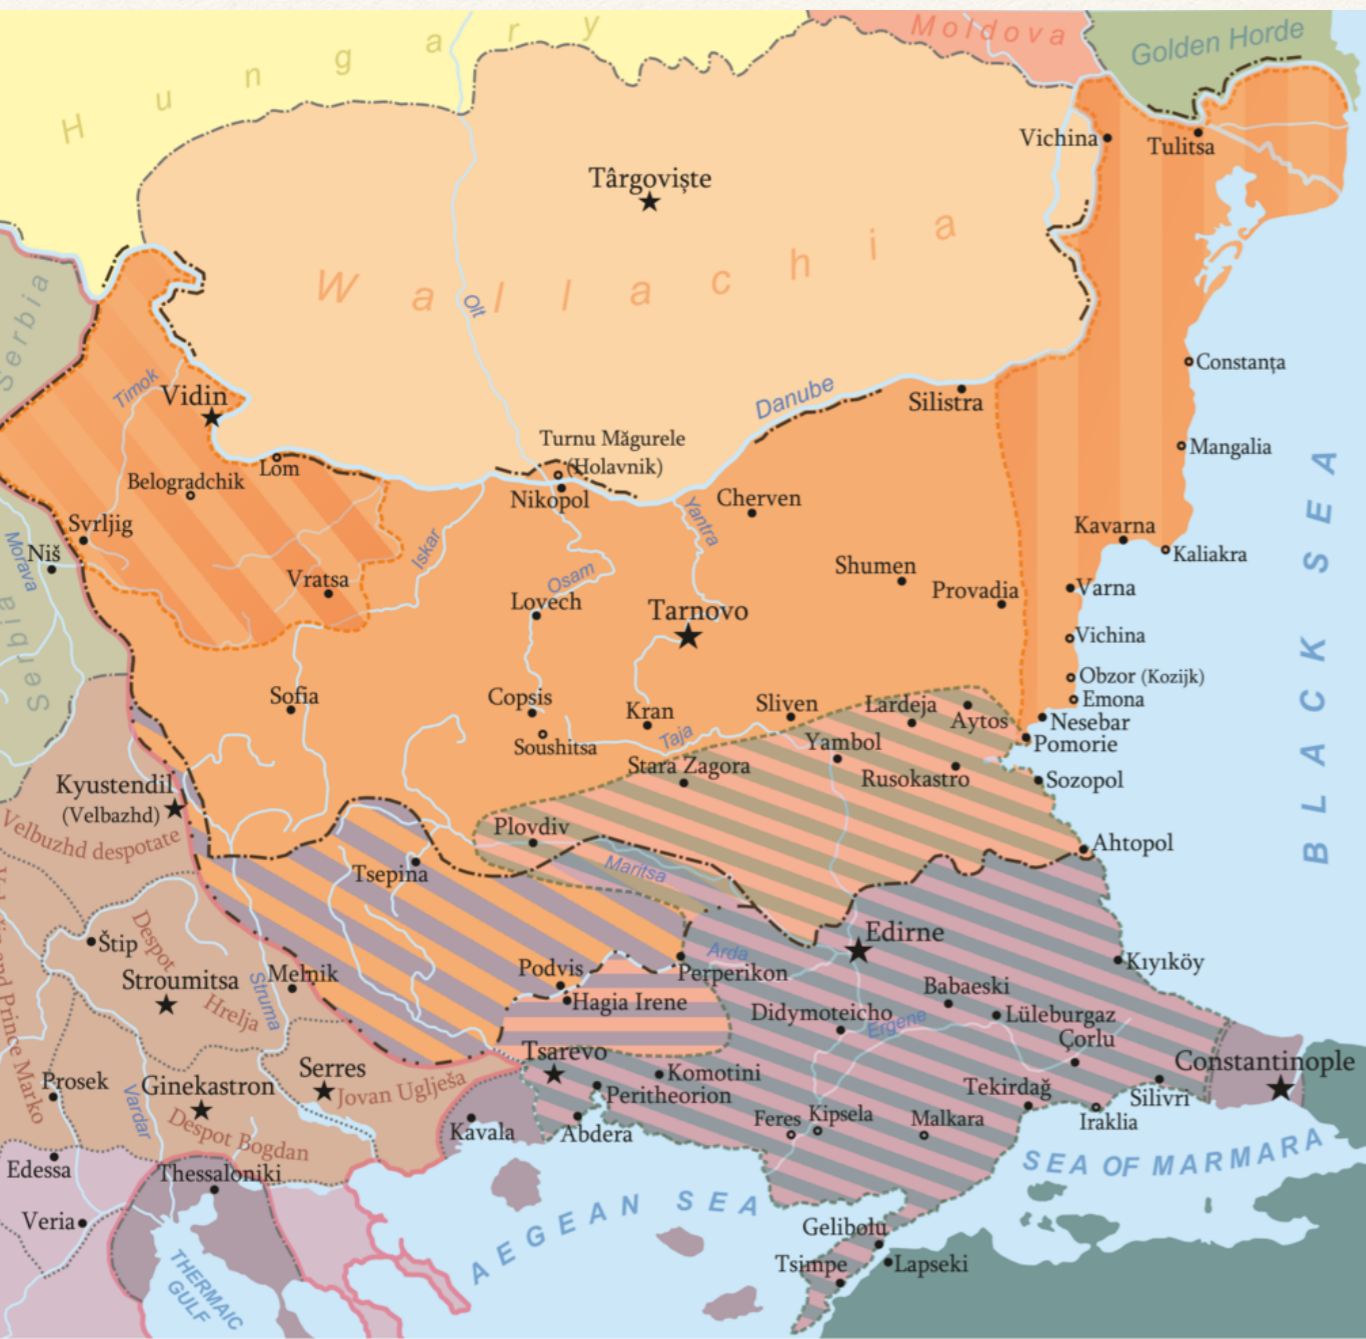 Hungary
Moldova
Golden Horde
Vichina
Tulitsa
Târgoviște
Wallachia
Serbia
Olt
Constanța
Timok
Vidin
Danube
Silistra
Mangalia
Turnu Măgurele
(Holavnik)
Lom
Belogradchik
Nikopol
Cherven
Yantra
BLACK SEA
Svrljig
Niš
Morava
Iskar
Kavarna
Kaliakra
Shumen
Vratsa
Osam
Lovech
Tarnovo
Provadia
Varna
Serbia
Vichina
Obzor (Kozijk)
Emona
Sofia
Copsis
Kran
Sliven
Lardeja
Aytos
Nesebar
Soushitsa
Taja
Yambol
Pomorie
Stara Zagora
Rusokastro
Sozopol
Kyustendil
(Velbazhd)
Velbuzhd despotate
Plovdiv
Ahtopol
Tsepina
Maritsa
and Prince Marko
Despot
Hrelja
Štip
Edirne
Arda
Kıyıköy
Stroumitsa
Struma
Melnik
Podvis
Perperikon
Hagia Irene
Babaeski
Didymoteicho
Ergene
Lüleburgaz
Çorlu
Tsarevo
Constantinople
Prosek
Ginekastron
Serres
Jovan Uglješa
Komotini
Peritheorion
Tekirdağ
Silivri
Vardar
Despot Bogdan
Kavala
Abdera
Feres
Kipsela
Malkara
Iraklia
Edessa
Thessaloniki
SEA OF MARMARA
AEGEAN SEA
Veria
Gelibolu
THERMAIC
GULF
Tsimpe
Lapseki